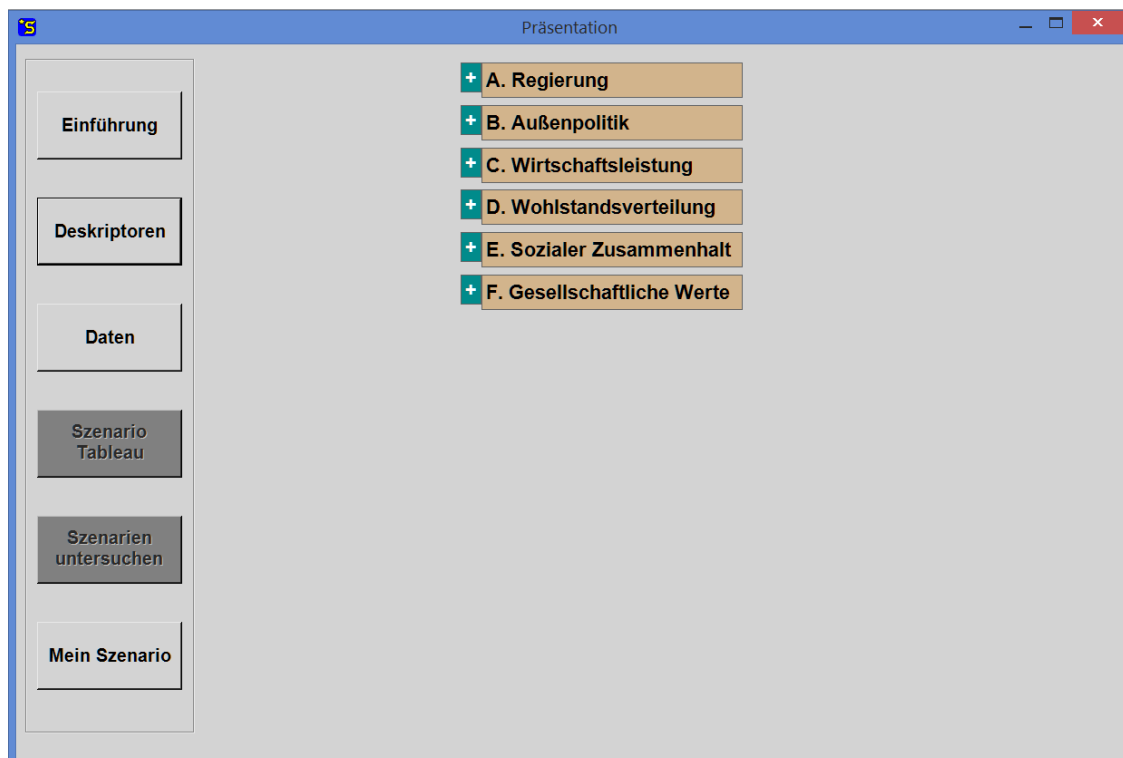 Präsentation
Einführung
Deskriptoren
Daten
Szenario
Tableau
Szenarien
untersuchen
Mein Szenario
+ A. Regierung
+ B. Außenpolitik
+ C. Wirtschaftsleistung
+ D. Wohlstandsverteilung
+ E. Sozialer Zusammenhalt
+ F. Gesellschaftliche Werte